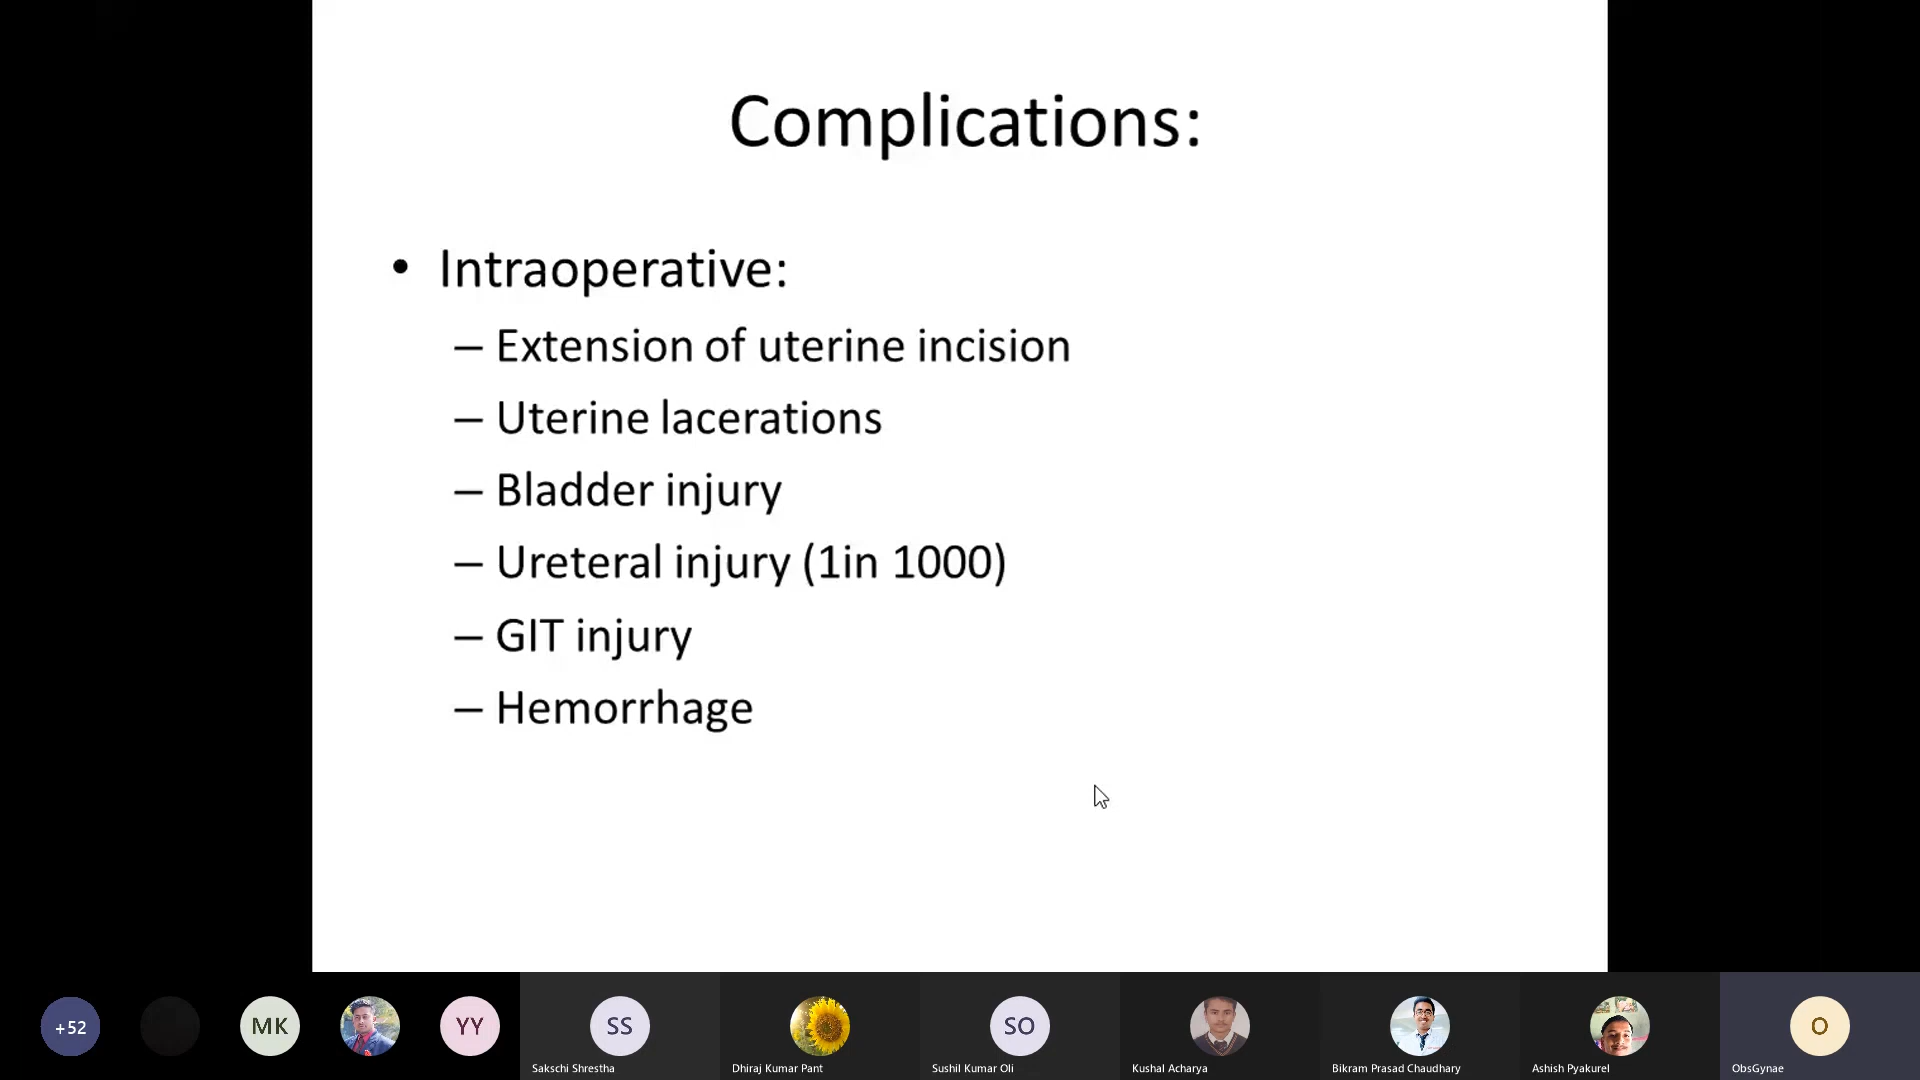 Complications:
• Intraoperative:
– Extension of uterine incision
– Uterine lacerations
– Bladder injury
– Ureteral injury (1in 1000)
– GIT injury
– Hemorrhage
+52
MK
YY
SS
SO
O
Sakschi Shrestha
Dhiraj Kumar Pant
Sushil Kumar Oli
Kushal Acharya
Bikram Prasad Chaudhary
Ashish Pyakurel
ObsGynae